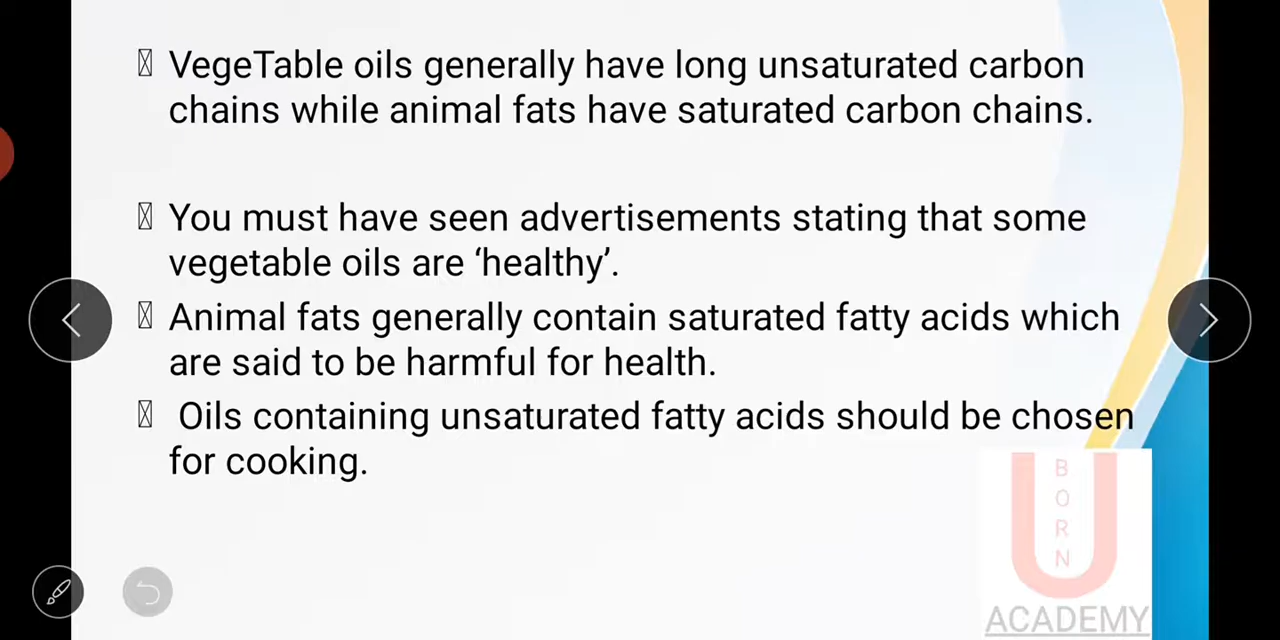 VegeTable oils generally have long unsaturated carbon
chains while animal fats have saturated carbon chains.
You must have seen advertisements stating that some
vegetable oils are ‘healthy’.
Animal fats generally contain saturated fatty acids which
are said to be harmful for health.
Oils containing unsaturated fatty acids should be chosen
for cooking.
U
BORN
ACADEMY